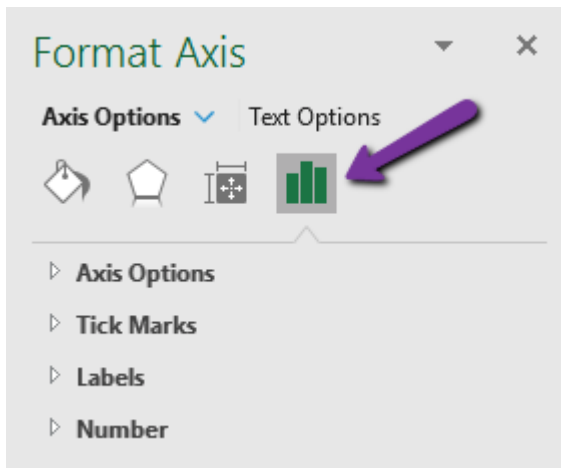 Format Axis
Axis Options Text Options
Axis Options
Tick Marks
Labels
Number